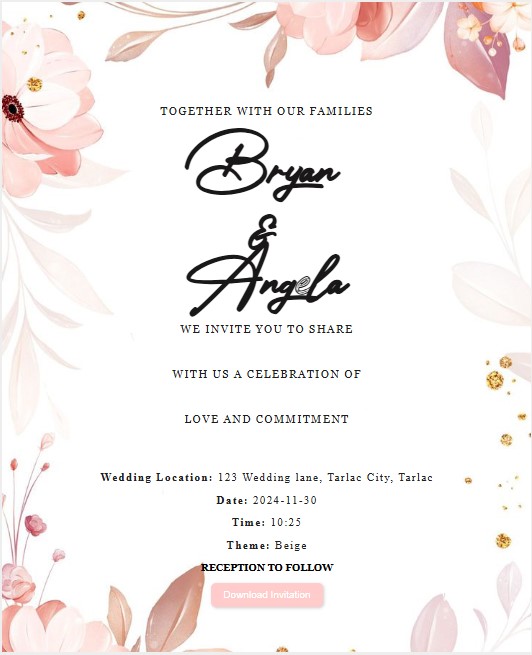 TOGETHER WITH OUR FAMILIES
Bryan
&
Angela
WE INVITE YOU TO SHARE
WITH US A CELEBRATION OF
LOVE AND COMMITMENT
Wedding Location: 123 Wedding lane, Tarlac City, Tarlac
Date: 2024-11-30
Time: 10:25
Theme: Beige
RECEPTION TO FOLLOW
Download Invitation